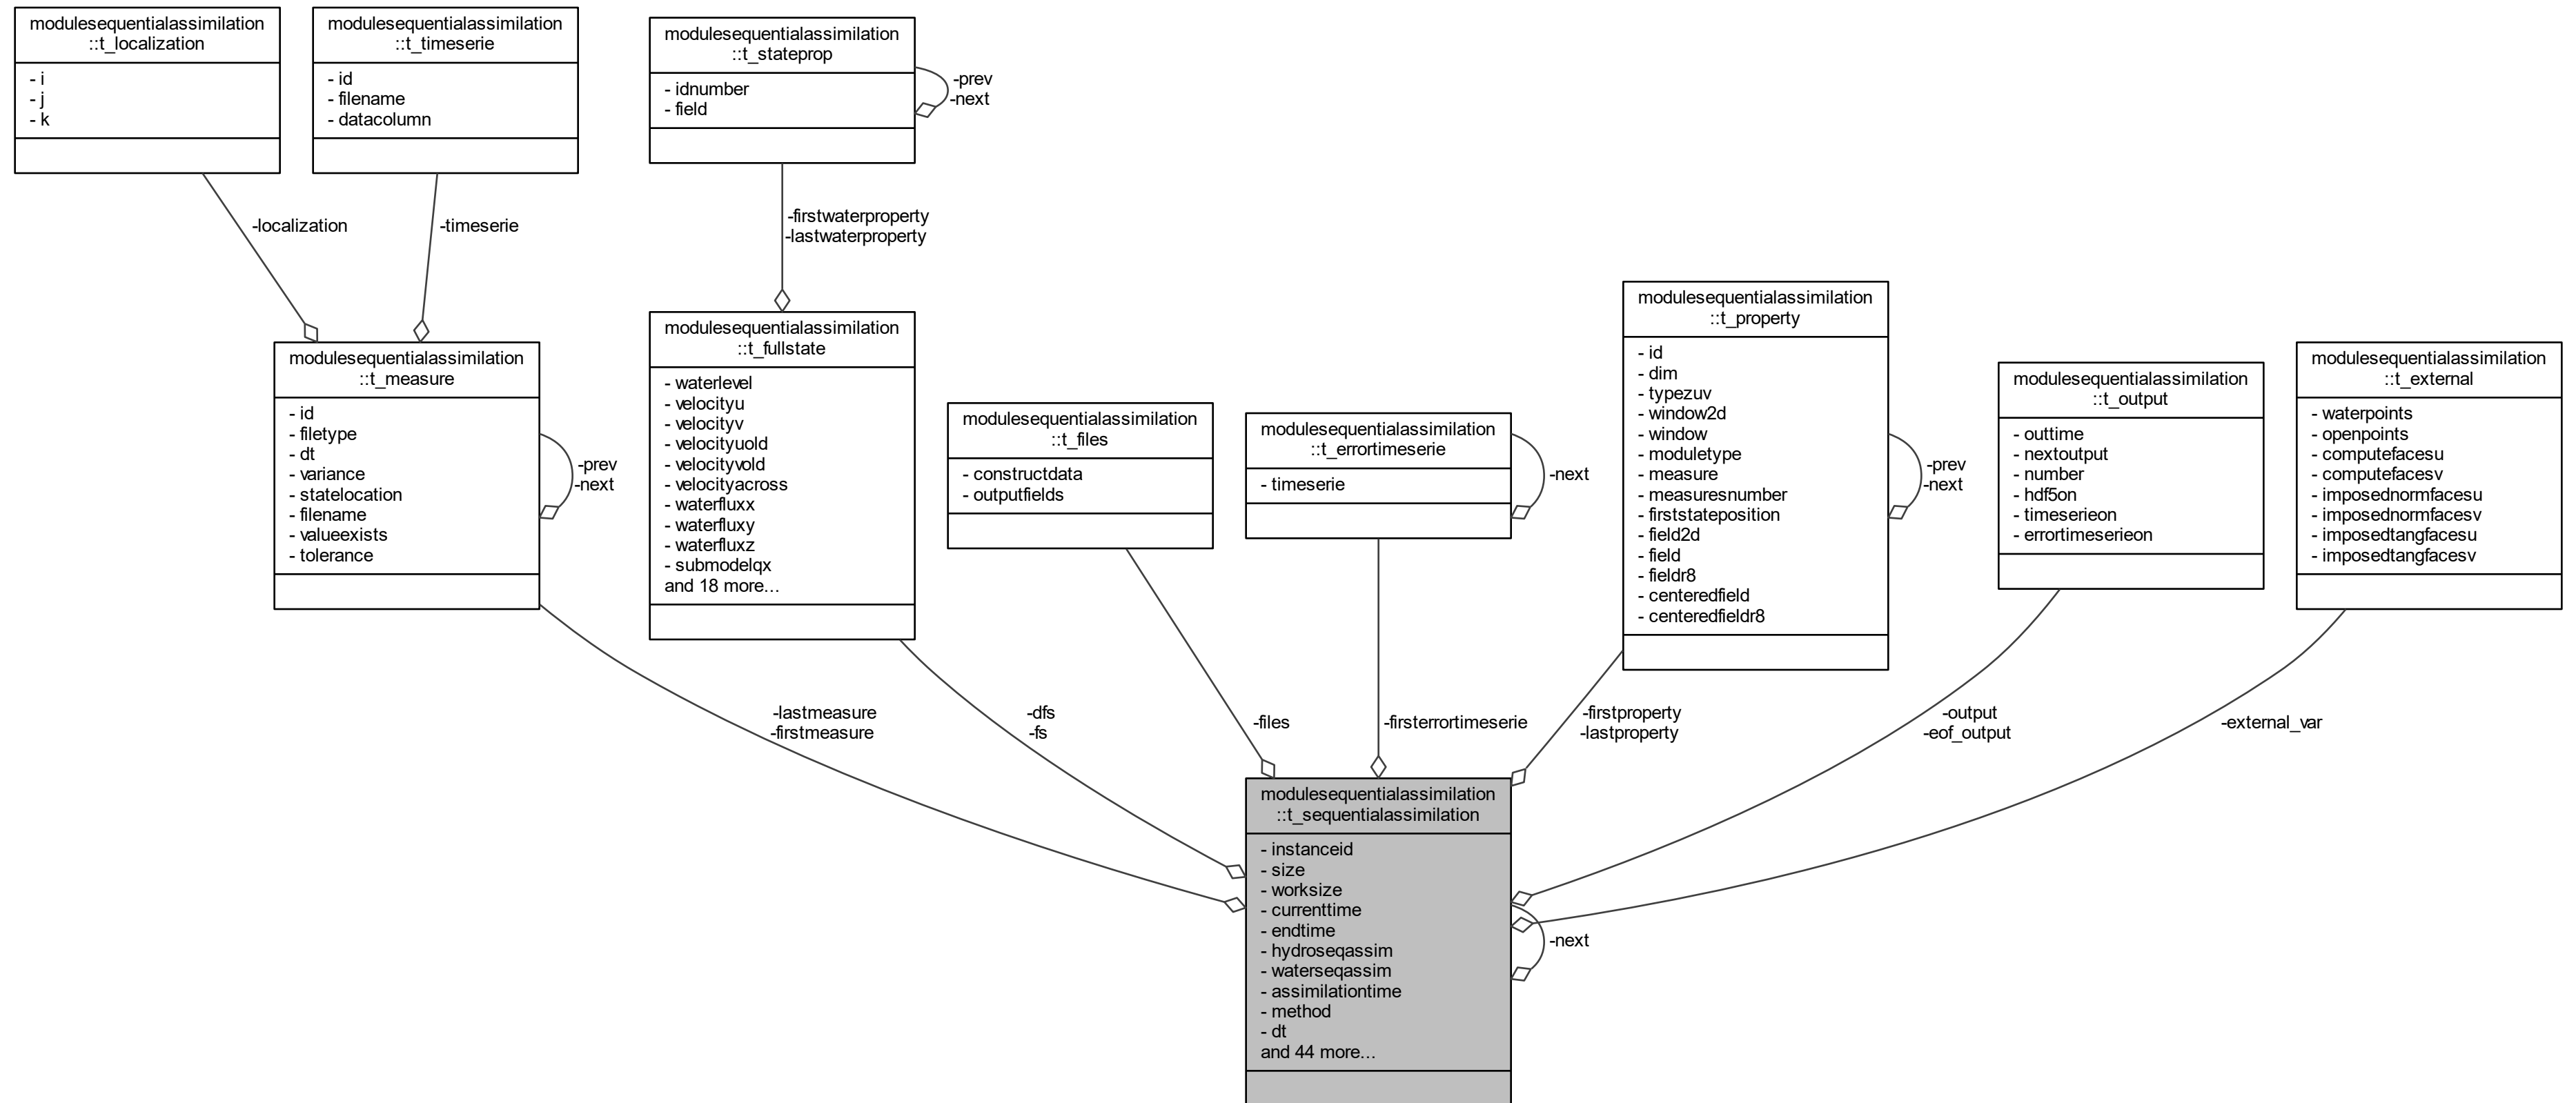 modulesequentialassimilation
::t_localization
- i
- j
- k
modulesequentialassimilation
::t_timeserie
- id
- filename
- datacolumn
modulesequentialassimilation
::t_stateprop
- idnumber
- field
-prev
-next
-localization
-timeserie
-firstwaterproperty
-lastwaterproperty
modulesequentialassimilation
::t_measure
- id
- filetype
- dt
- variance
- statelocation
- filename
- valueexists
- tolerance
-prev
-next
modulesequentialassimilation
::t_fullstate
- waterlevel
- velocityu
- velocityv
- velocityuold
- velocityvold
- velocityacross
- waterfluxx
- waterfluxy
- waterfluxz
- submodelqx
and 18 more...
modulesequentialassimilation
::t_files
- constructdata
- outputfields
modulesequentialassimilation
::t_errortimeserie
- timeserie
-next
modulesequentialassimilation
::t_property
- id
- dim
- typezuv
- window2d
- window
- moduletype
- measure
- measuresnumber
- firststateposition
- field2d
- field
- fieldr8
- centeredfield
- centeredfieldr8
-prev
-next
modulesequentialassimilation
::t_output
- outtime
- nextoutput
- number
- hdf5on
- timeserieon
- errortimeserieon
modulesequentialassimilation
::t_external
- waterpoints
- openpoints
- computefacesu
- computefacesv
- imposednormfacesu
- imposednormfacesv
- imposedtangfacesu
- imposedtangfacesv
-lastmeasure
-firstmeasure
-dfs
-fs
-files
-firsterrortimeserie
-firstproperty
-lastproperty
-output
-eof_output
-external_var
modulesequentialassimilation
::t_sequentialassimilation
- instanceid
- size
- worksize
- currenttime
- endtime
- hydroseqassim
- waterseqassim
- assimilationtime
- method
- dt
and 44 more...
-next